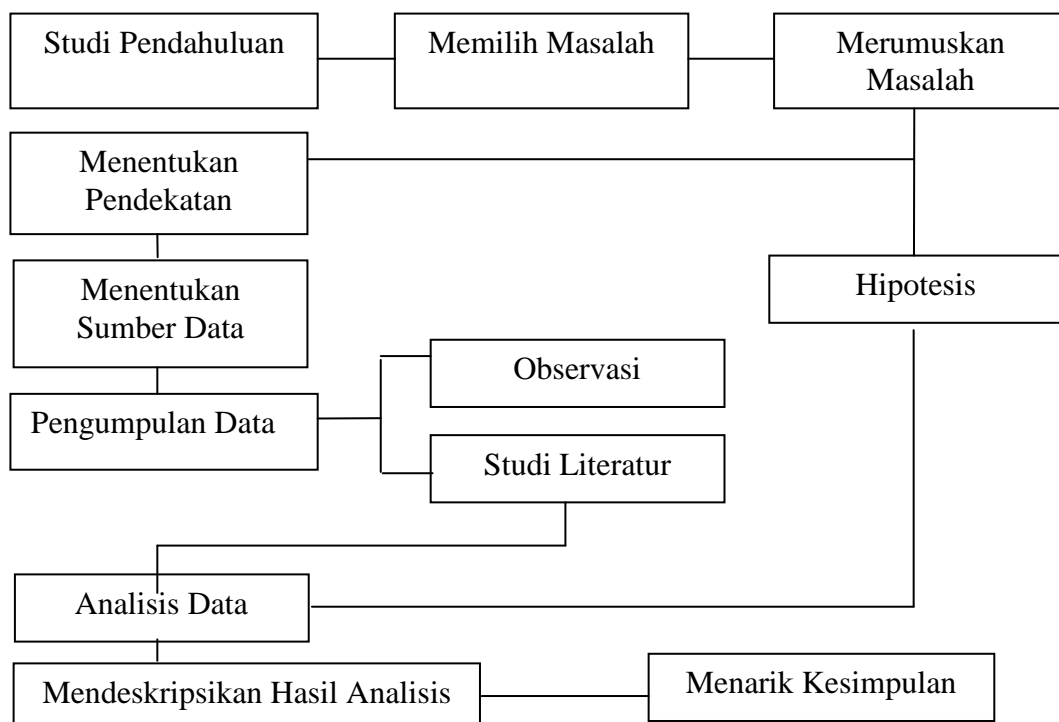 Studi Pendahuluan
Memilih Masalah
Merumuskan
Masalah
Menentukan
Pendekatan
Menentukan
Sumber Data
Hipotesis
Observasi
Pengumpulan Data
Studi Literatur
Analisis Data
Mendeskripsikan Hasil Analisis
Menarik Kesimpulan